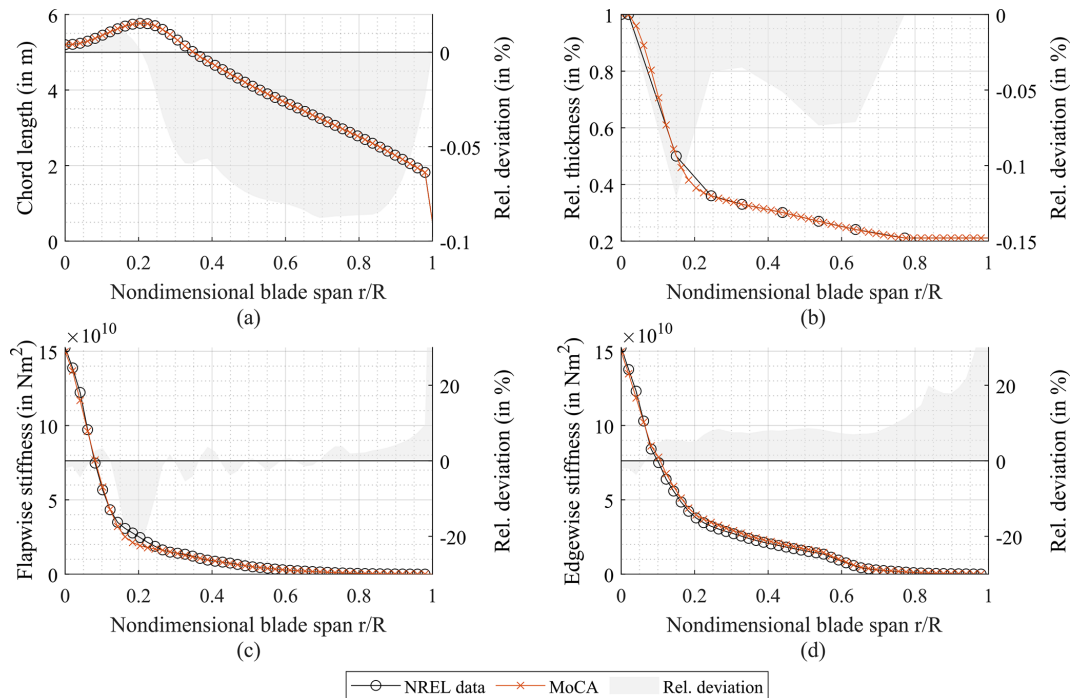 6
4
2
0
Chord length (in m)
0
-0.05
-0.1
Rel. deviation (in %)
0 0.2 0.4 0.6 0.8 1
Nondimensional blade span r/R
(a)
1
0.8
0.6
0.4
0.2
Rel. thickness (in %)
0
-0.05
-0.1
-0.15
Rel. deviation (in %)
0 0.2 0.4 0.6 0.8 1
Nondimensional blade span r/R
(b)
×10^10
15
10
5
0
Flapwise stiffness (in Nm²)
20
0
-20
Rel. deviation (in %)
0 0.2 0.4 0.6 0.8 1
Nondimensional blade span r/R
(c)
×10^10
15
10
5
0
Edgewise stiffness (in Nm²)
20
0
-20
Rel. deviation (in %)
0 0.2 0.4 0.6 0.8 1
Nondimensional blade span r/R
(d)
NREL data MoCA Rel. deviation